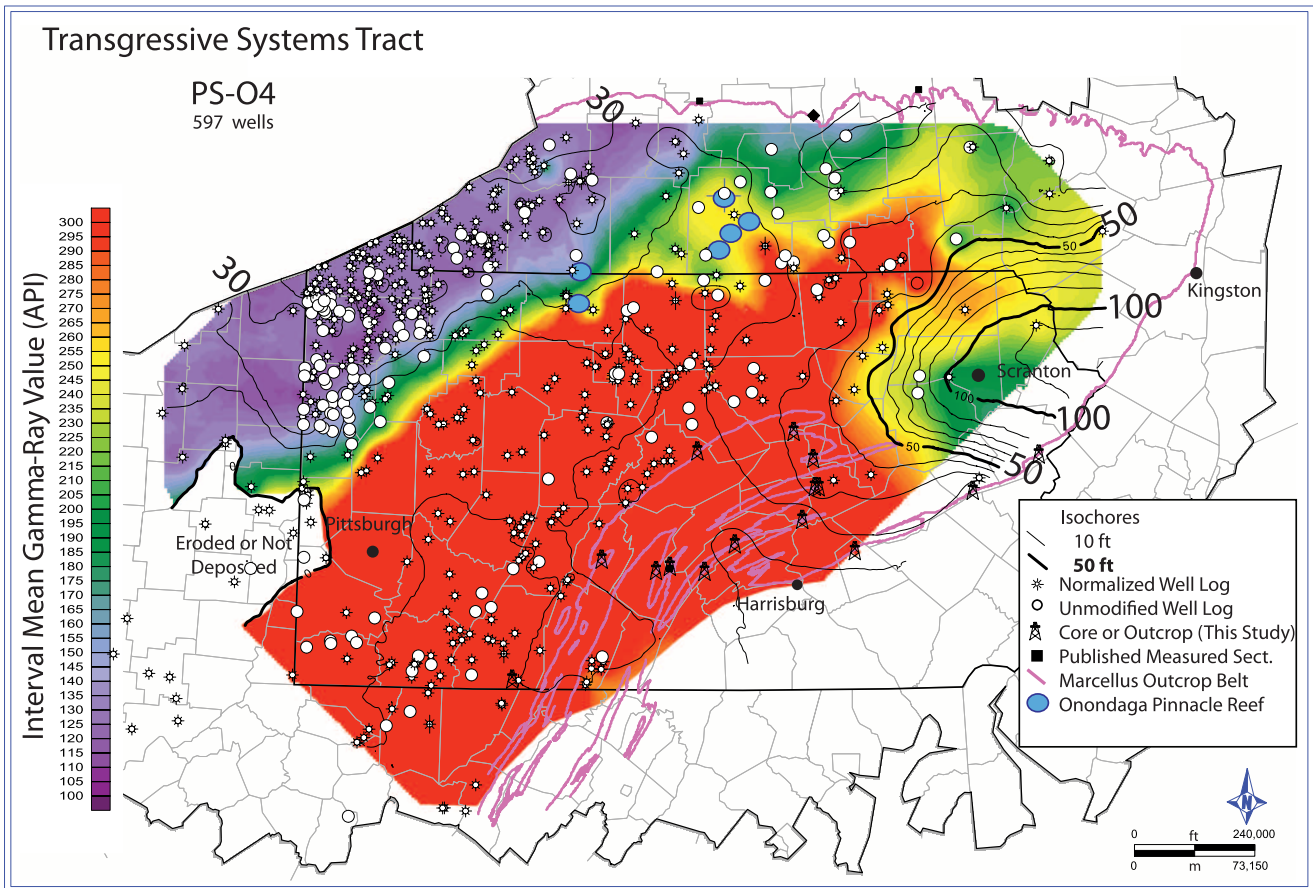 Transgressive Systems Tract
PS-O4
597 wells
30
30
50
50
100
100
100
50
50
0
0
Kingston
Scranton
Pittsburgh
Harrisburg
Eroded or Not
Deposed
Interval Mean Gamma-Ray Value (API)
300
295
290
285
280
275
270
265
260
255
250
245
240
235
230
225
220
215
210
205
200
195
190
185
180
175
170
165
160
155
150
145
140
135
130
125
120
115
110
105
100
Isochores
10 ft
50 ft
Normalized Well Log
Unmodified Well Log
Core or Outcrop (This Study)
Published Measured Sect.
Marcellus Outcrop Belt
Onondaga Pinnacle Reef
N
0 ft 240,000
0 m 73,150